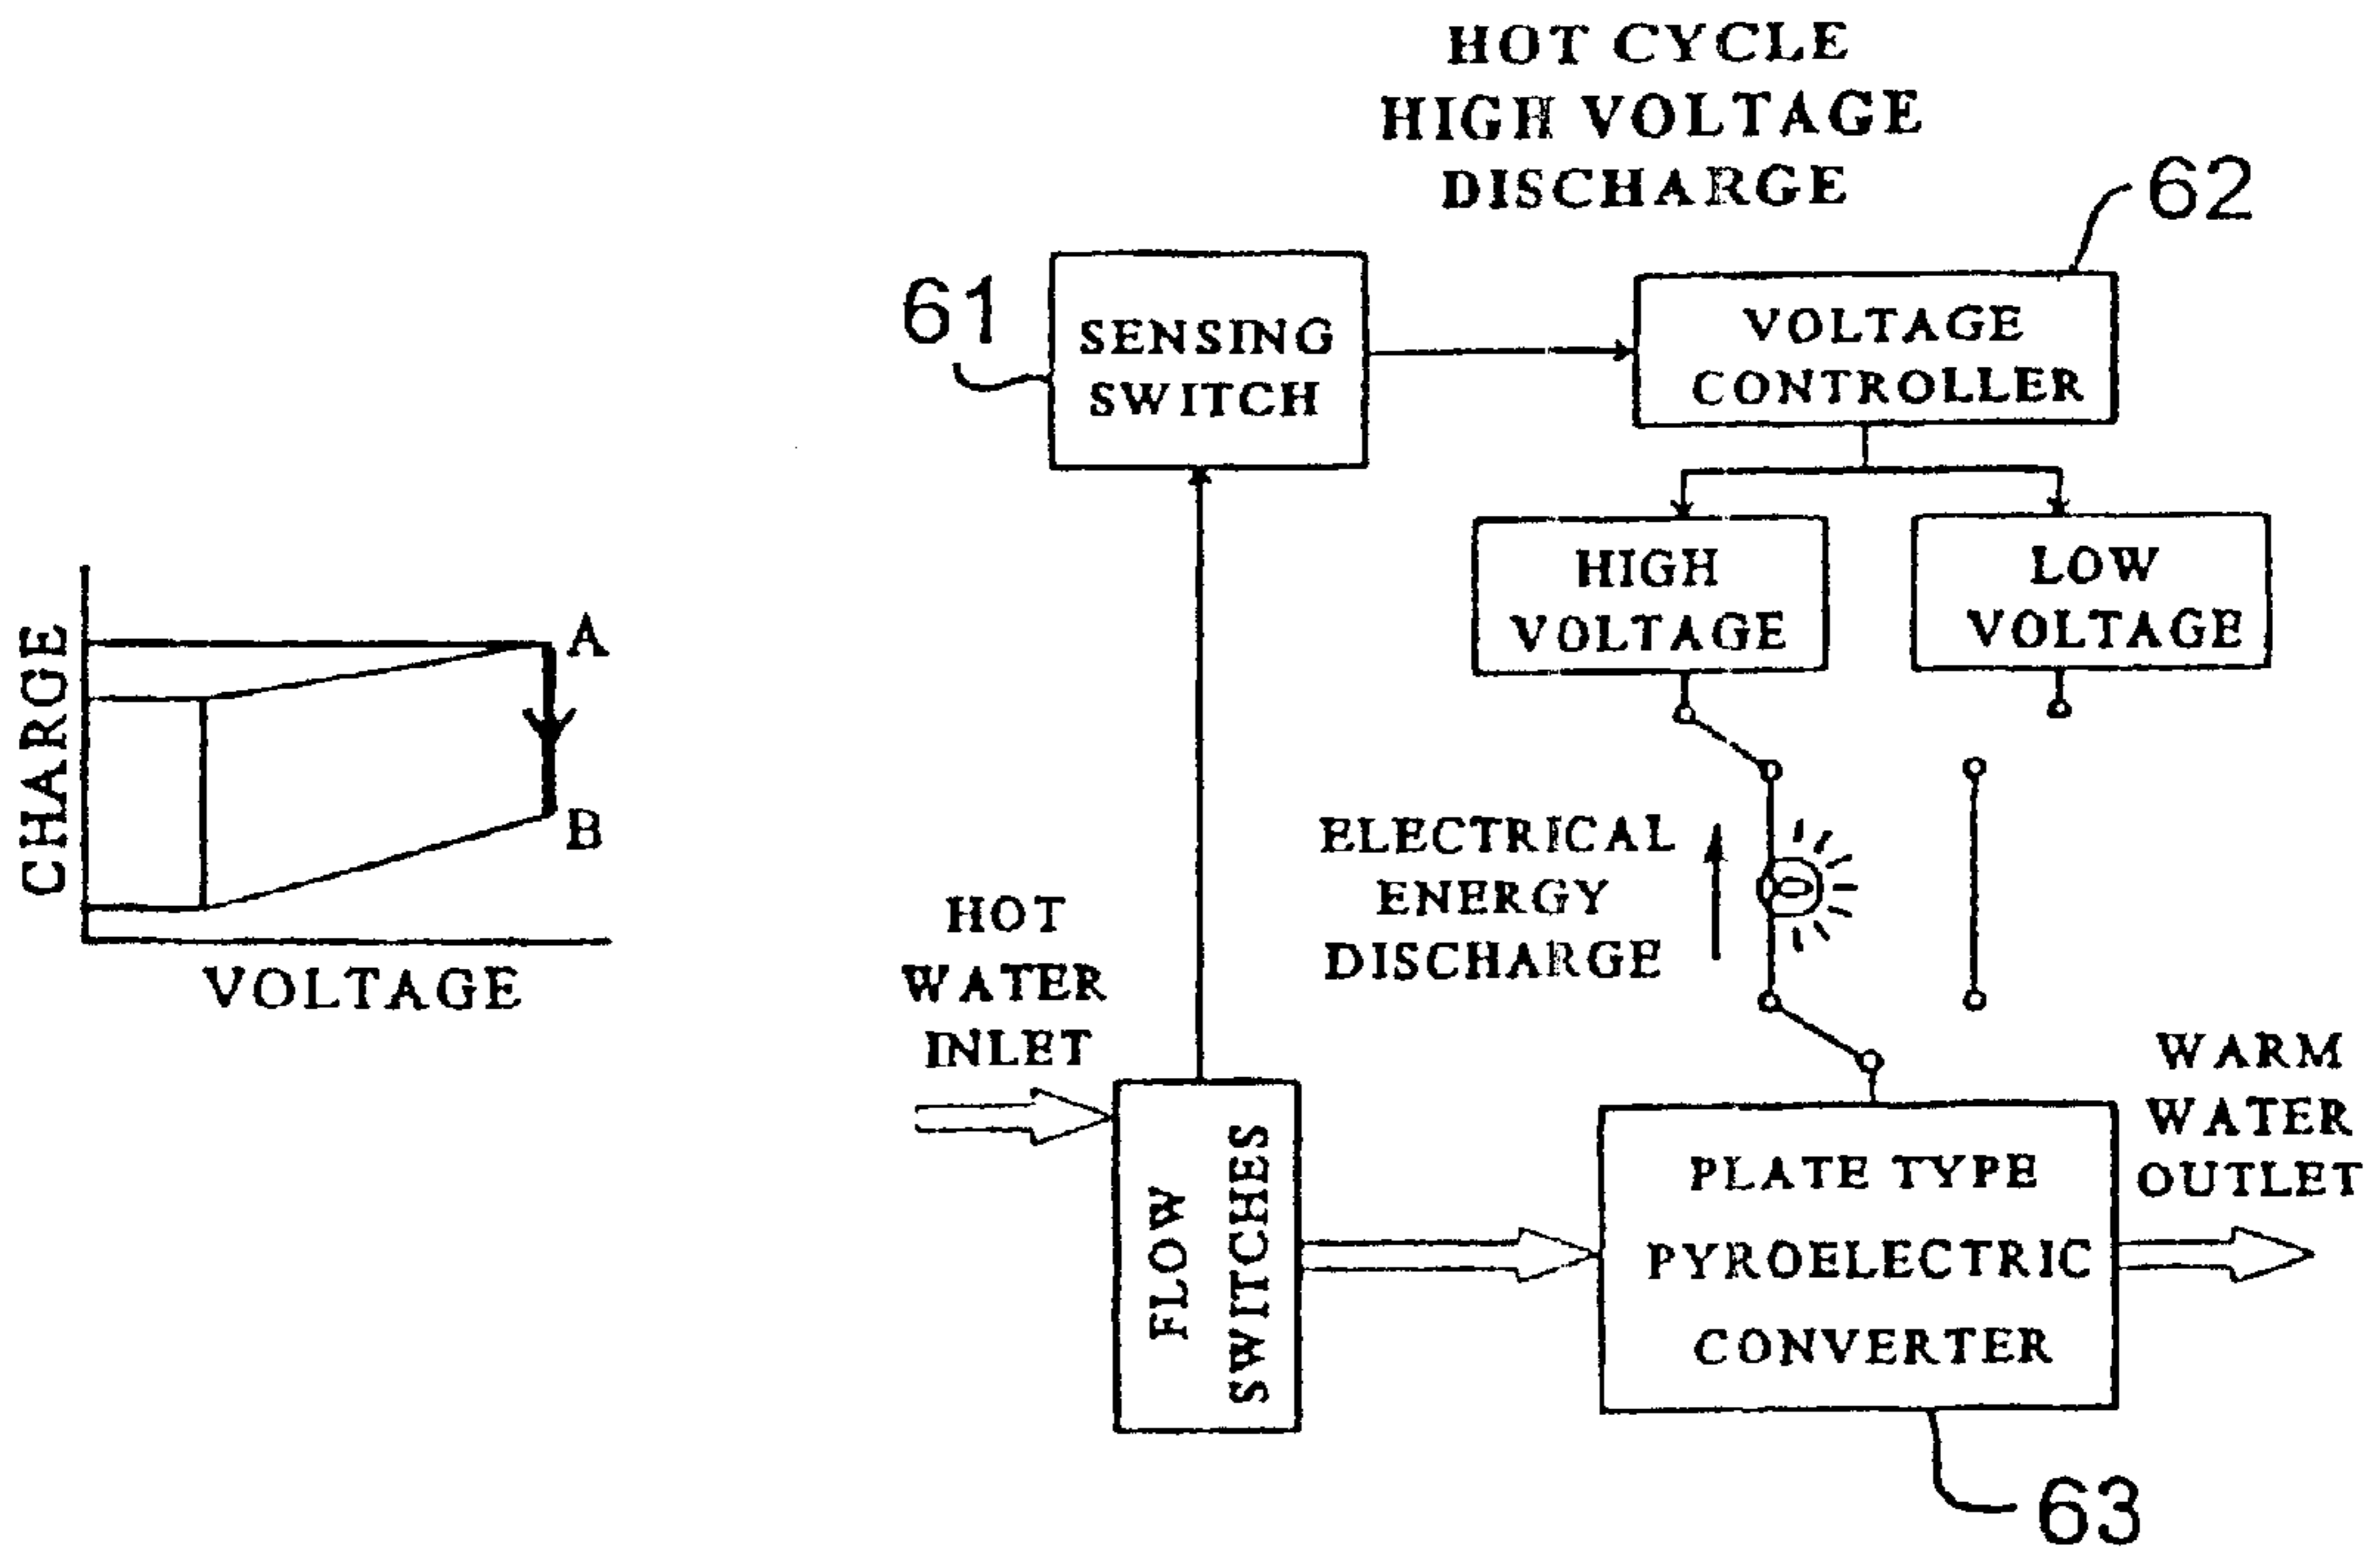 HOT CYCLE
HIGH VOLTAGE
DISCHARGE
62
61
SENSING
SWITCH
VOLTAGE
CONTROLLER
HIGH
VOLTAGE
LOW
VOLTAGE
CHARGE
A
B
VOLTAGE
ELECTRICAL
ENERGY
DISCHARGE
HOT
WATER
INLET
FLOW
SWITCHES
PLATE TYPE
PYROELECTRIC
CONVERTER
WARM
WATER
OUTLET
63